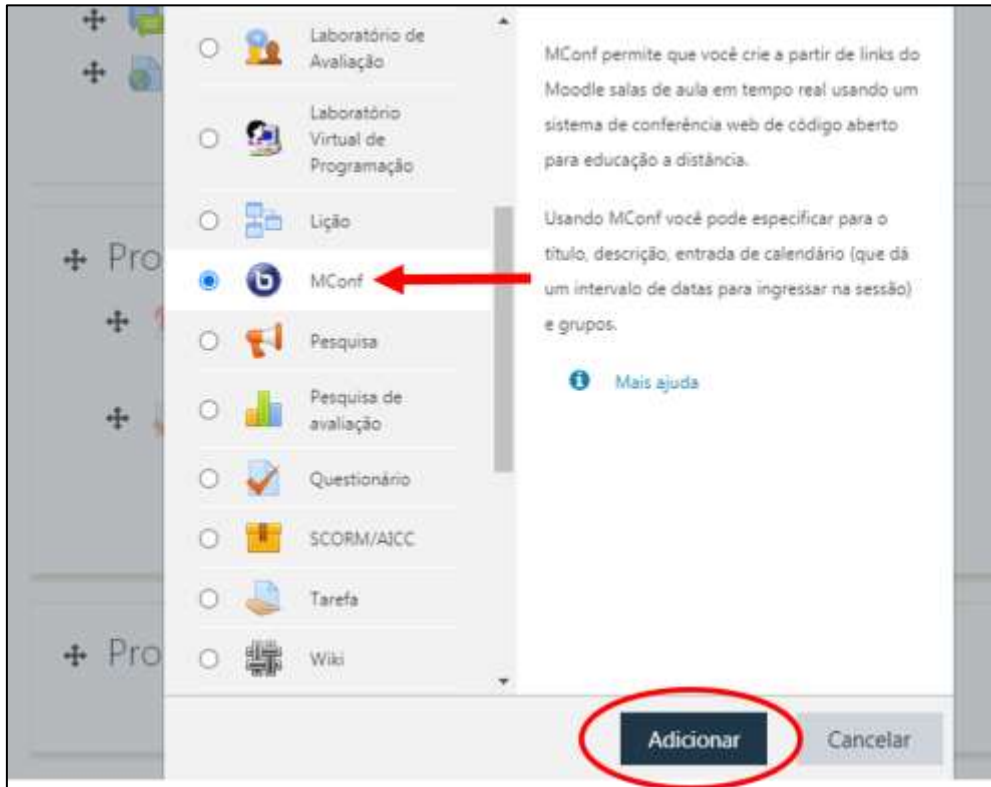 Laboratório de
Avaliação
Laboratório
Virtual de
Programação
Lição
MConf
Pesquisa
Pesquisa de
avaliação
Questionário
SCORM/AICC
Tarefa
Wiki
MConf permite que você crie a partir de links do
Moodle salas de aula em tempo real usando um
sistema de conferência web de código aberto
para educação a distância.
Usando MConf você pode especificar para o
título, descrição, entrada de calendário (que dá
um intervalo de datas para ingressar na sessão)
e grupos.
Mais ajuda
Pro
Pro
Adicionar
Cancelar